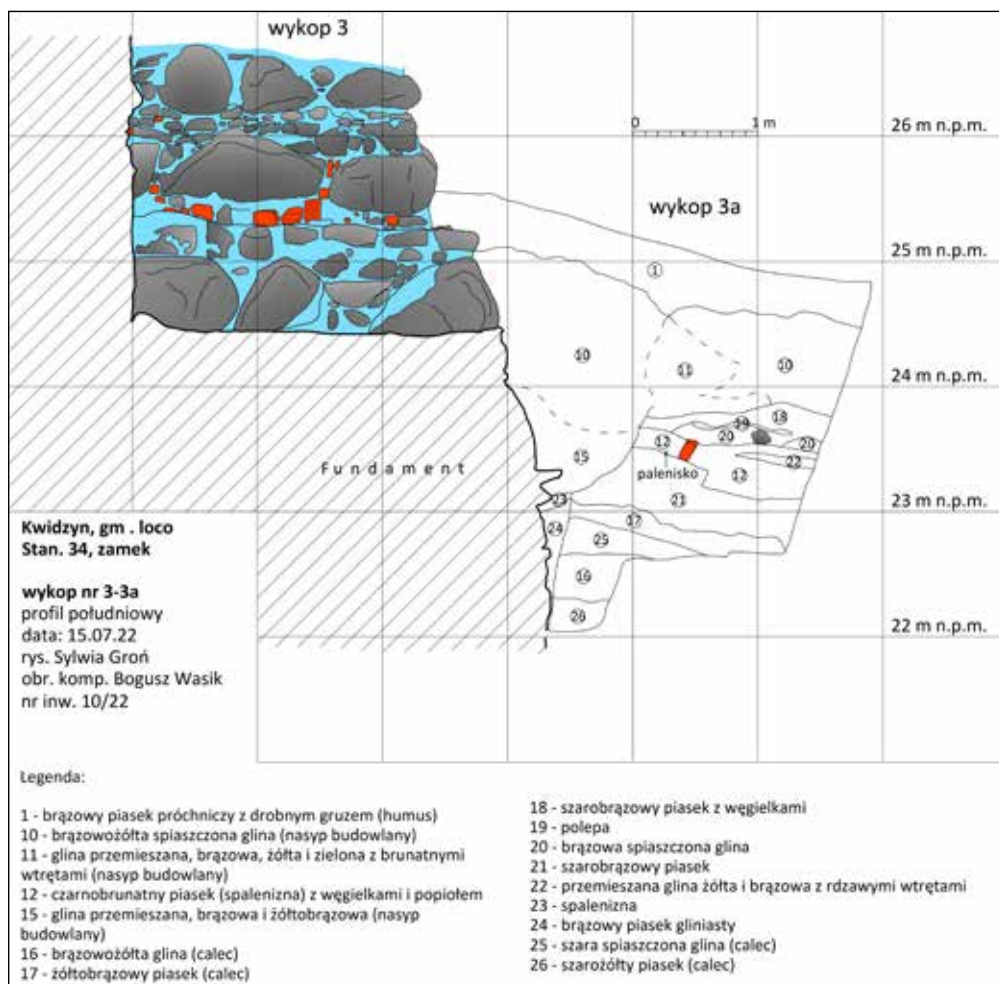 wykop 3
0 1 m
26 m n.p.m.
wykop 3a
25 m n.p.m.
1
10
11
10
24 m n.p.m.
18
19
20
20
12
22
palenisko
12
15
Fundament
21
23
23 m n.p.m.
17
24
25
16
26
22 m n.p.m.
Kwidzyn, gm . loco
Stan. 34, zamek
wykop nr 3-3a
profil południowy
data: 15.07.22
rys. Sylwia Groń
obr. komp. Bogusz Wasik
nr inw. 10/22
Legenda:
1 - brązowy piasek próchniczy z drobnym gruzem (humus)
10 - brązowożółta spiaszczona glina (nasyp budowlany)
11 - glina przemieszana, brązowa, żółta i zielona z brunatnymi
wtrętami (nasyp budowlany)
12 - czarnobrunatny piasek (spalenizna) z węgielkami i popiołem
15 - glina przemieszana, brązowa i żółtobrązowa (nasyp
budowlany)
16 - brązowożółta glina (calec)
17 - żółtobrązowy piasek (calec)
18 - szarobrązowy piasek z węgielkami
19 - polepa
20 - brązowa spiaszczona glina
21 - szarobrązowy piasek
22 - przemieszana glina żółta i brązowa z rdzawymi wtrętami
23 - spalenizna
24 - brązowy piasek gliniasty
25 - szara spiaszczona glina (calec)
26 - szarożółty piasek (calec)